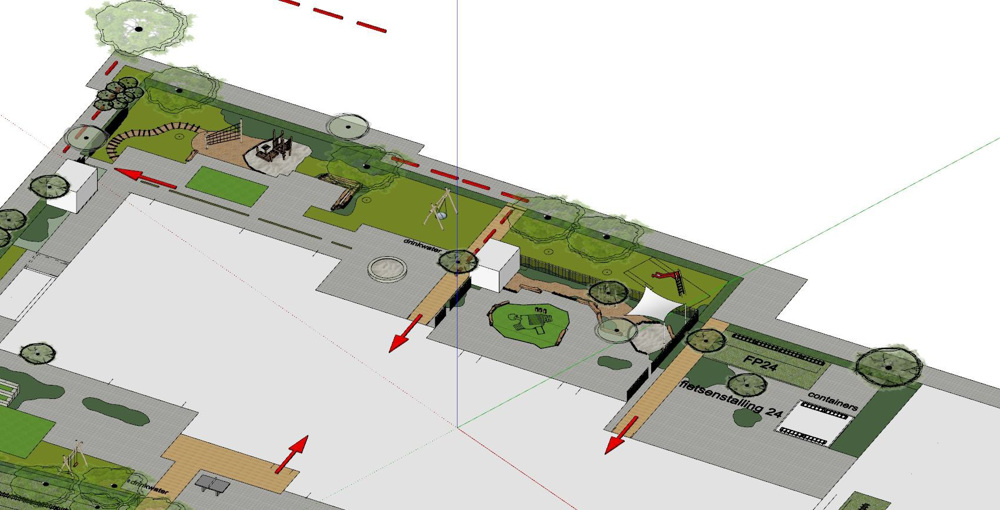 drinkwater
FP24
fietsenstalling 24
containers
drinkwater